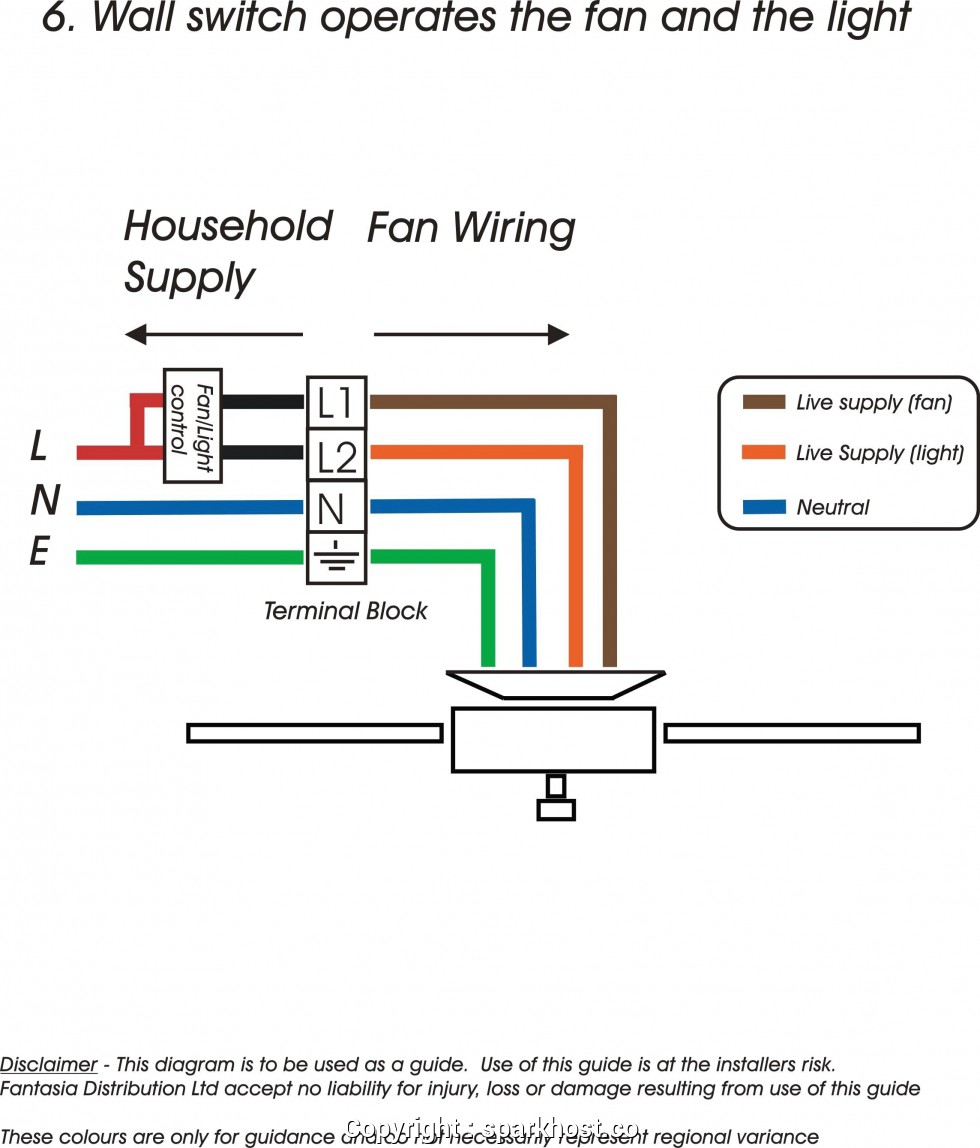 6. Wall switch operates the fan and the light
Household Fan Wiring
Supply
Fan/Light
control
L1
L2
N
L
N
E
Terminal Block
Live supply (fan)
Live Supply (light)
Neutral
Disclaimer - This diagram is to be used as a guide. Use of this guide is at the installers risk.
Fantasia Distribution Ltd accept no liability for injury, loss or damage resulting from use of this guide
These colours are only for guidance and do not necessarily represent regional variance
Copyright : sparkhost.co